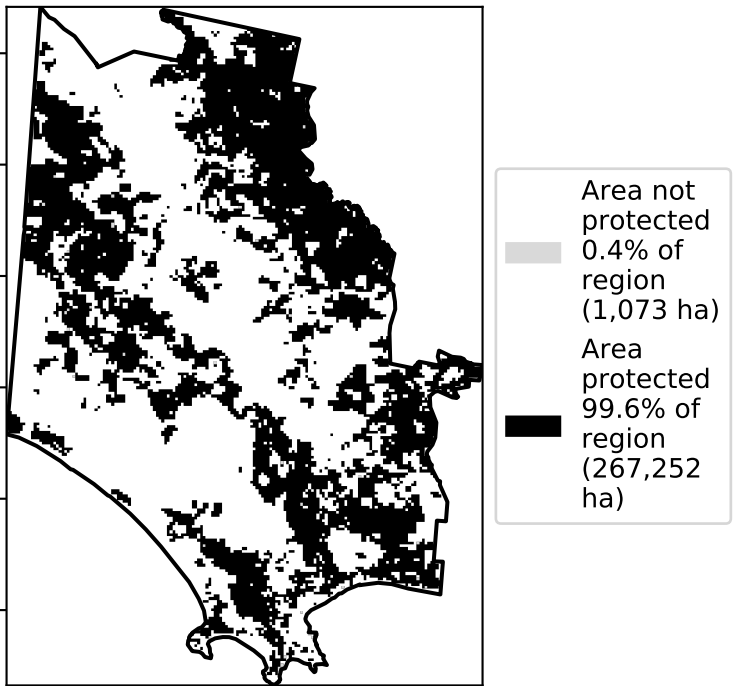 Area not
protected
0.4% of
region
(1,073 ha)
Area
protected
99.6% of
region
(267,252
ha)